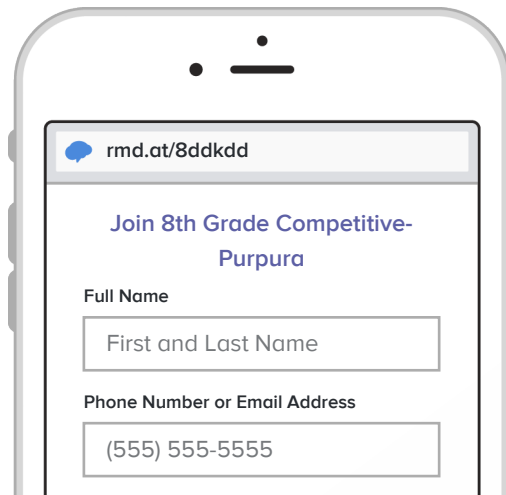 rmd.at/8ddkdd
Join 8th Grade Competitive-
Purpura
Full Name
First and Last Name
Phone Number or Email Address
(555) 555-5555